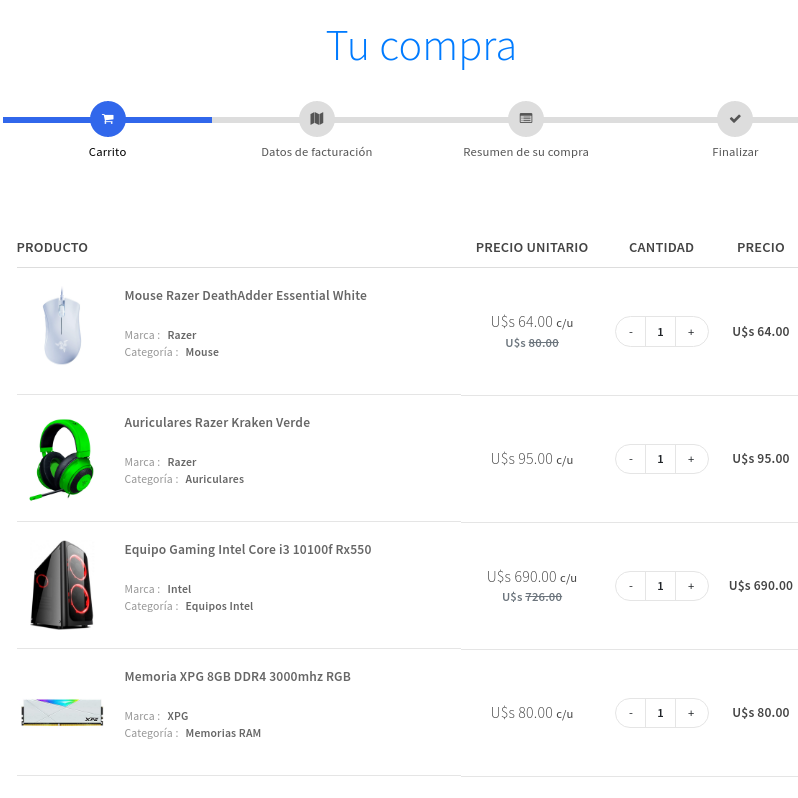 Tu compra
Carrito
Datos de facturación
Resumen de su compra
Finalizar
PRODUCTO
PRECIO UNITARIO
CANTIDAD
PRECIO
Mouse Razer DeathAdder Essential White
Marca : Razer
Categoría : Mouse
U$s 64.00 c/u
U$s 80.00
- 1 +
U$s 64.00
Auriculares Razer Kraken Verde
Marca : Razer
Categoría : Auriculares
U$s 95.00 c/u
- 1 +
U$s 95.00
Equipo Gaming Intel Core i3 10100f Rx550
Marca : Intel
Categoría : Equipos Intel
U$s 690.00 c/u
U$s 726.00
- 1 +
U$s 690.00
Memoria XPG 8GB DDR4 3000mhz RGB
XPG
Marca : XPG
Categoría : Memorias RAM
U$s 80.00 c/u
- 1 +
U$s 80.00